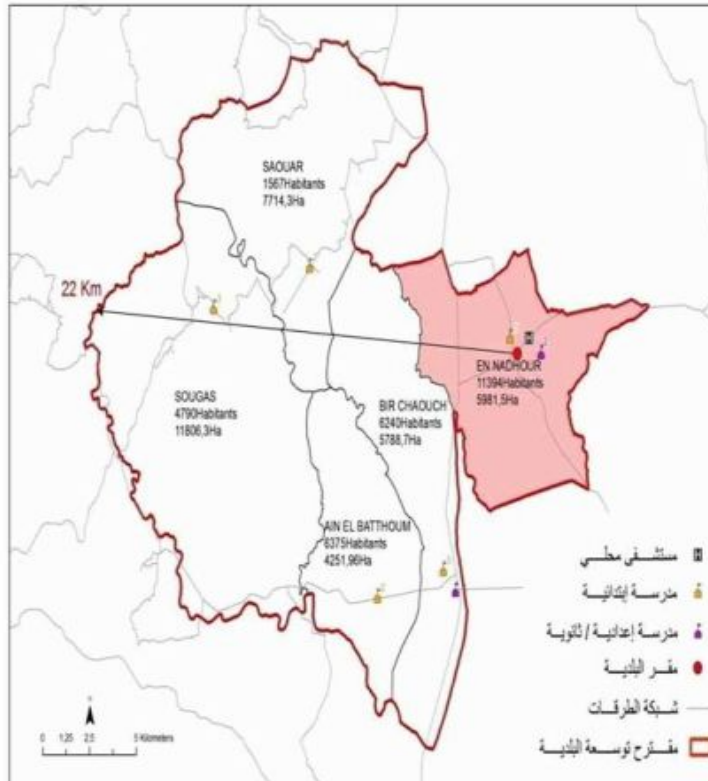 SAOUAR
1567Habitants
7714,3Ha
22 Km
EN NADHOUR
11394Habitants
5981,5Ha
SOUGAS
4790Habitants
11806,3Ha
BIR CHAOUCH
6240Habitants
5788,7Ha
AIN EL BATTHOUM
6375Habitants
4251,96Ha
مستشفى محلي
H
مدرسة إبتدائية
مدرسة إعدادية / ثانوية
مقر البلدية
شبكة الطرقات
مقترح توسعة البلدية
0 1,25 2,5 5 Kilometers